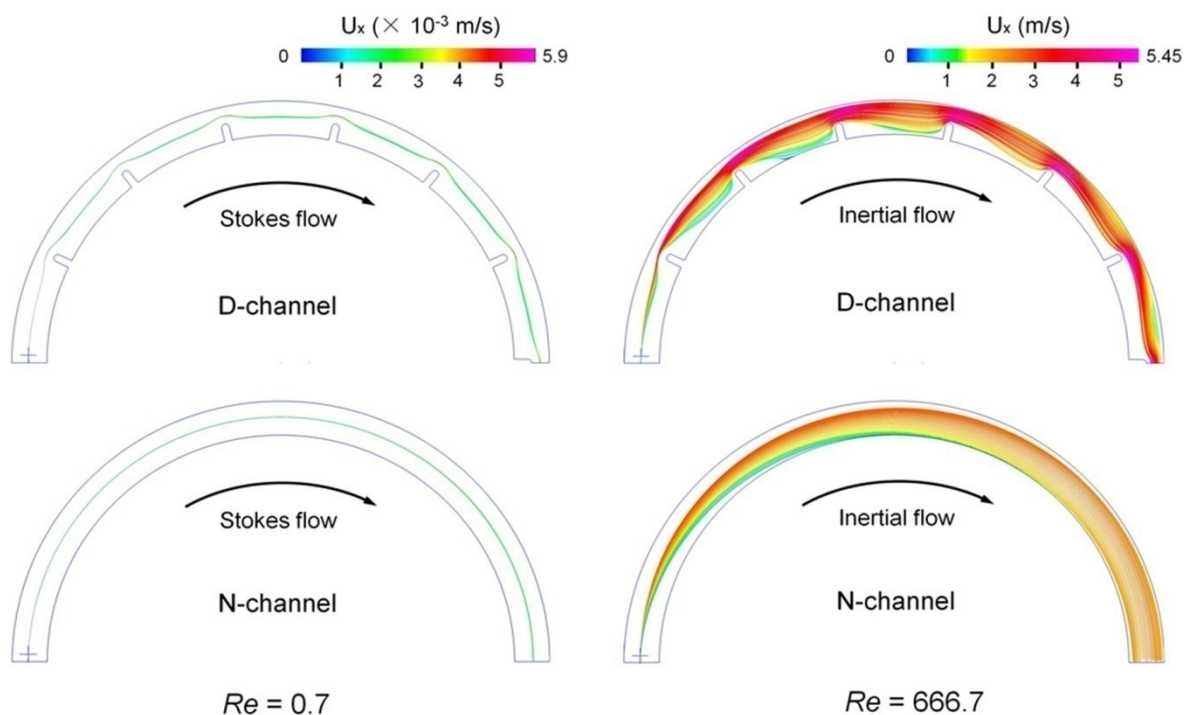 Uₓ (× 10⁻³ m/s)
0 5.9
1 2 3 4 5
Uₓ (m/s)
0 5.45
1 2 3 4 5
Stokes flow
D-channel
Inertial flow
D-channel
Stokes flow
N-channel
Inertial flow
N-channel
Re = 0.7
Re = 666.7